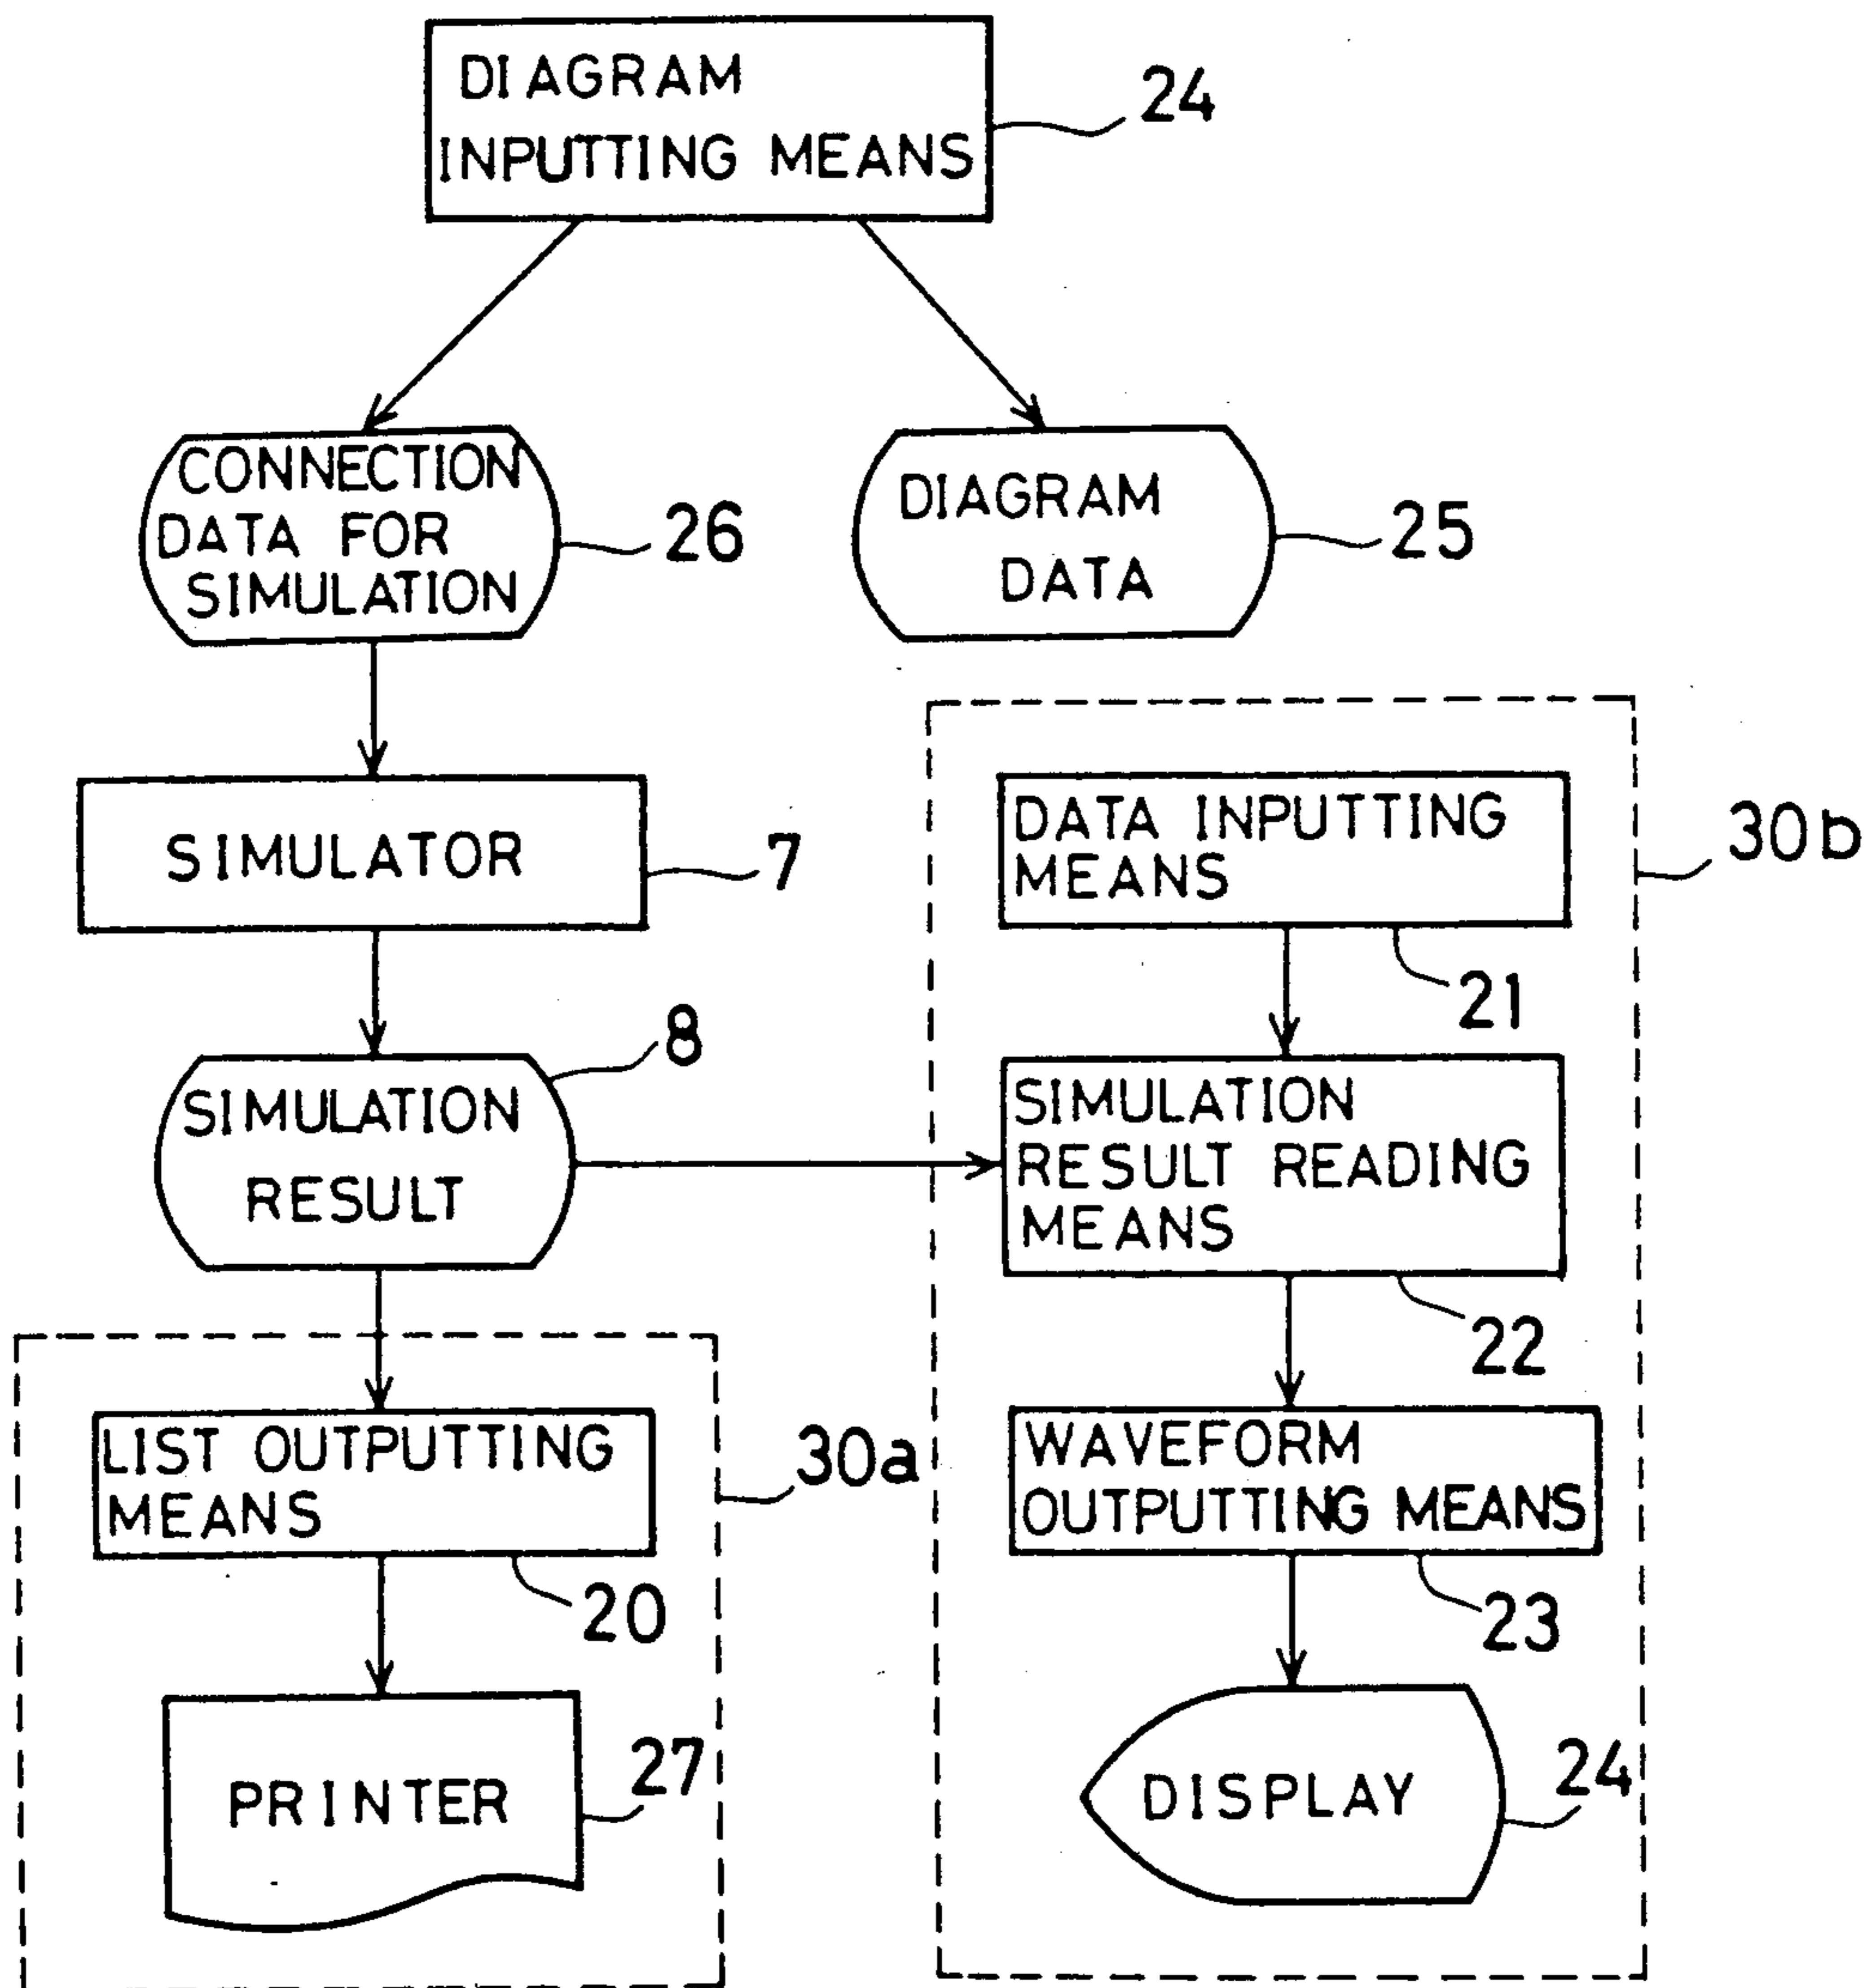 DIAGRAM
INPUTTING MEANS
24
CONNECTION
DATA FOR
SIMULATION
26
DIAGRAM
DATA
25
SIMULATOR
7
DATA INPUTTING
MEANS
21
30b
SIMULATION
RESULT
8
SIMULATION
RESULT READING
MEANS
22
LIST OUTPUTTING
MEANS
20
30a
WAVEFORM
OUTPUTTING MEANS
23
PRINTER
27
DISPLAY
24